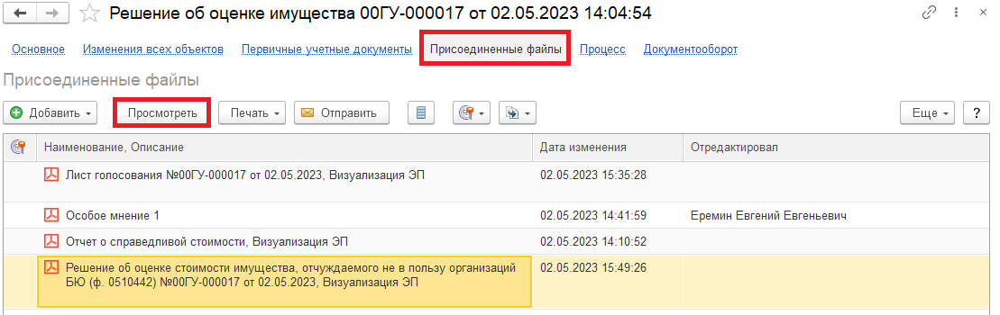 Решение об оценке имущества 00ГУ-000017 от 02.05.2023 14:04:54
Основное Изменения всех объектов Первичные учетные документы Присоединенные файлы Процесс Документооборот
Присоединенные файлы
Добавить Просмотреть Печать Отправить Еще ?
Наименование, Описание Дата изменения Отредактировал
Лист голосования №00ГУ-000017 от 02.05.2023, Визуализация ЭП 02.05.2023 15:35:28
Особое мнение 1 02.05.2023 14:41:59 Еремин Евгений Евгеньевич
Отчет о справедливой стоимости, Визуализация ЭП 02.05.2023 14:10:52
Решение об оценке стоимости имущества, отчуждаемого не в пользу организаций 02.05.2023 15:49:26
БЮ (ф. 0510442) №00ГУ-000017 от 02.05.2023, Визуализация ЭП